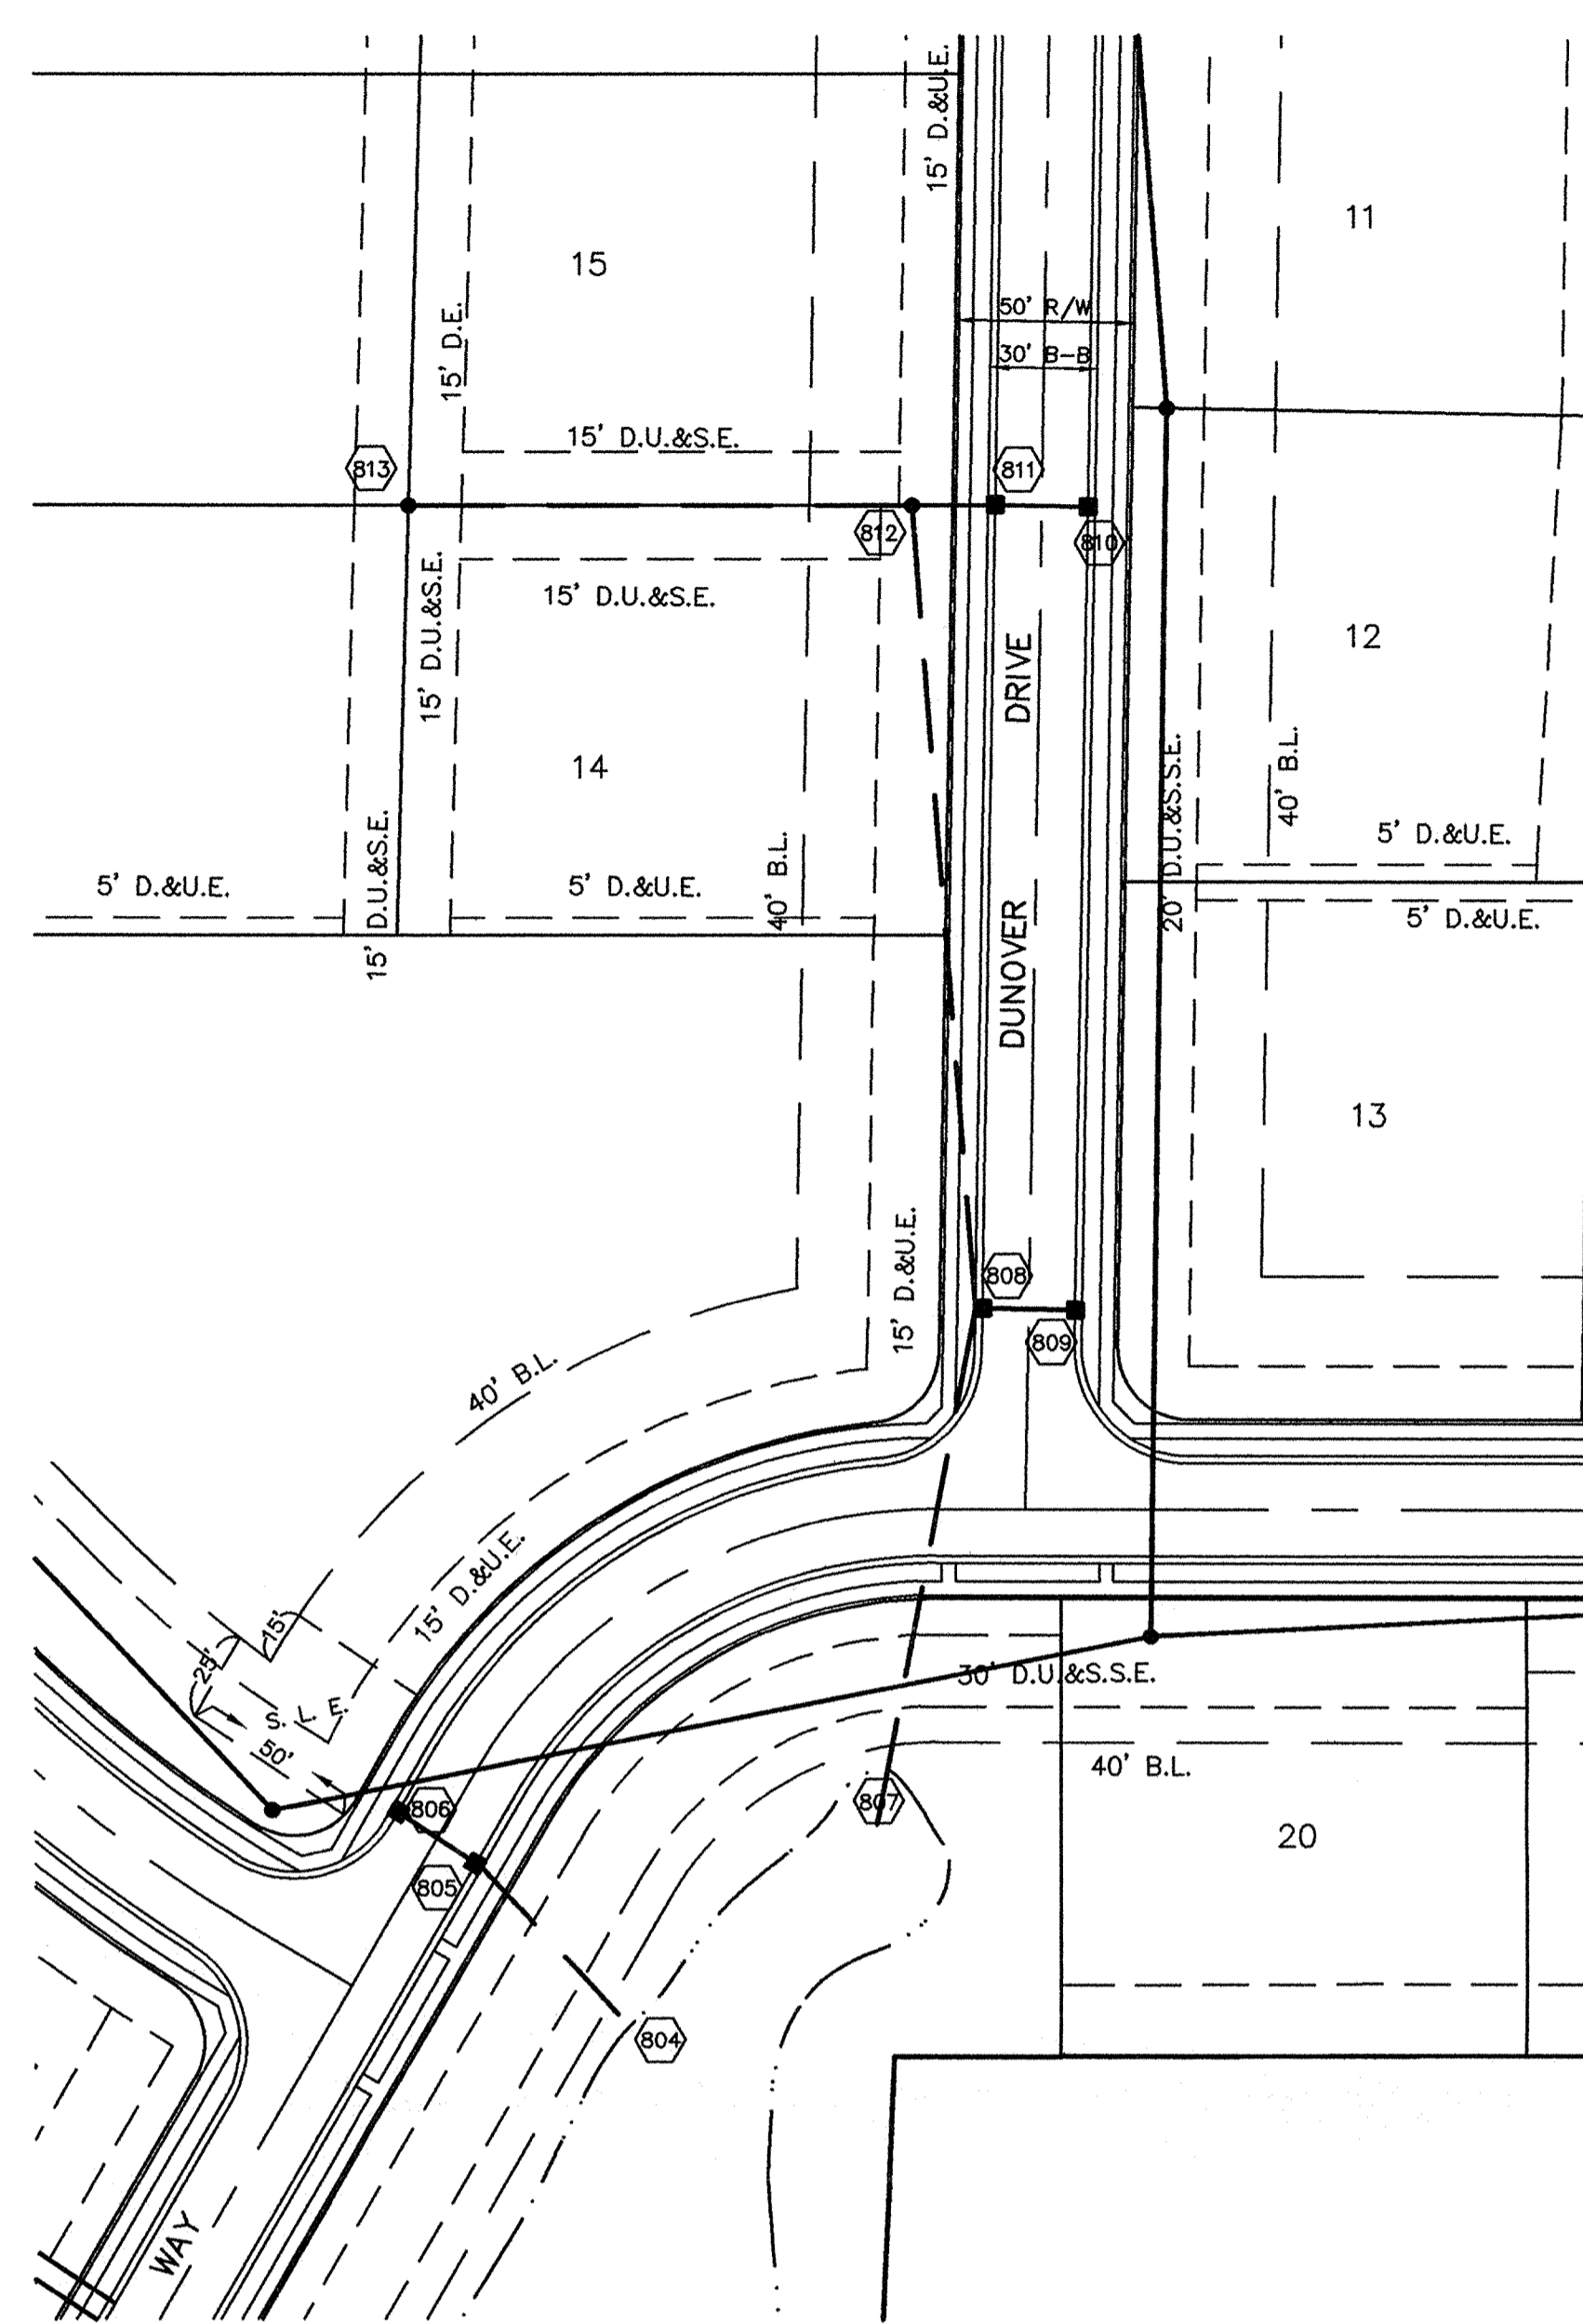 15' D.&U.E.
11
15
50' R/W
15' D.E.
30' B-B
15' D.U.&S.E.
813
811
812
810
15' D.U.&S.E.
15' D.U.&S.E.
12
DUNOVER DRIVE
14
20' D.U.&S.S.E.
40' B.L.
15' D.U.&S.E.
40' B.L.
5' D.&U.E.
5' D.&U.E.
5' D.&U.E.
5' D.&U.E.
13
15' D.&U.E.
808
809
40' B.L.
15' D.&U.E.
15'
25'
S. L. E.
50'
30' D.U.&S.S.E.
40' B.L.
806
807
20
805
804
WAY